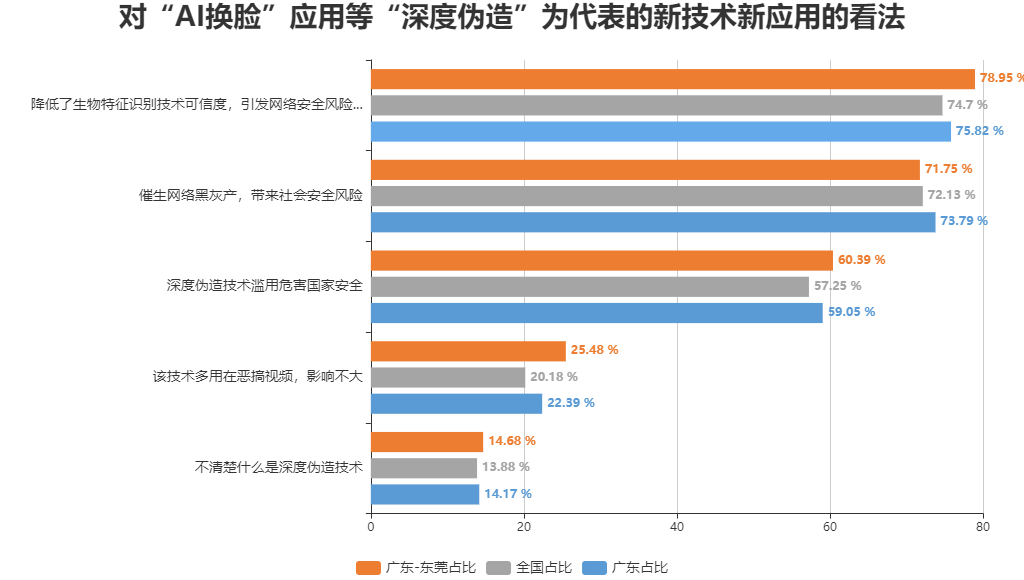 对“AI换脸”应用等“深度伪造”为代表的新技术新应用的看法
降低了生物特征识别技术可信度，引发网络安全风险...
78.95 %
74.7 %
75.82 %
催生网络黑灰产，带来社会安全风险
71.75 %
72.13 %
73.79 %
深度伪造技术滥用危害国家安全
60.39 %
57.25 %
59.05 %
该技术多用在恶搞视频，影响不大
25.48 %
20.18 %
22.39 %
不清楚什么是深度伪造技术
14.68 %
13.88 %
14.17 %
0 20 40 60 80
广东-东莞占比 全国占比 广东占比